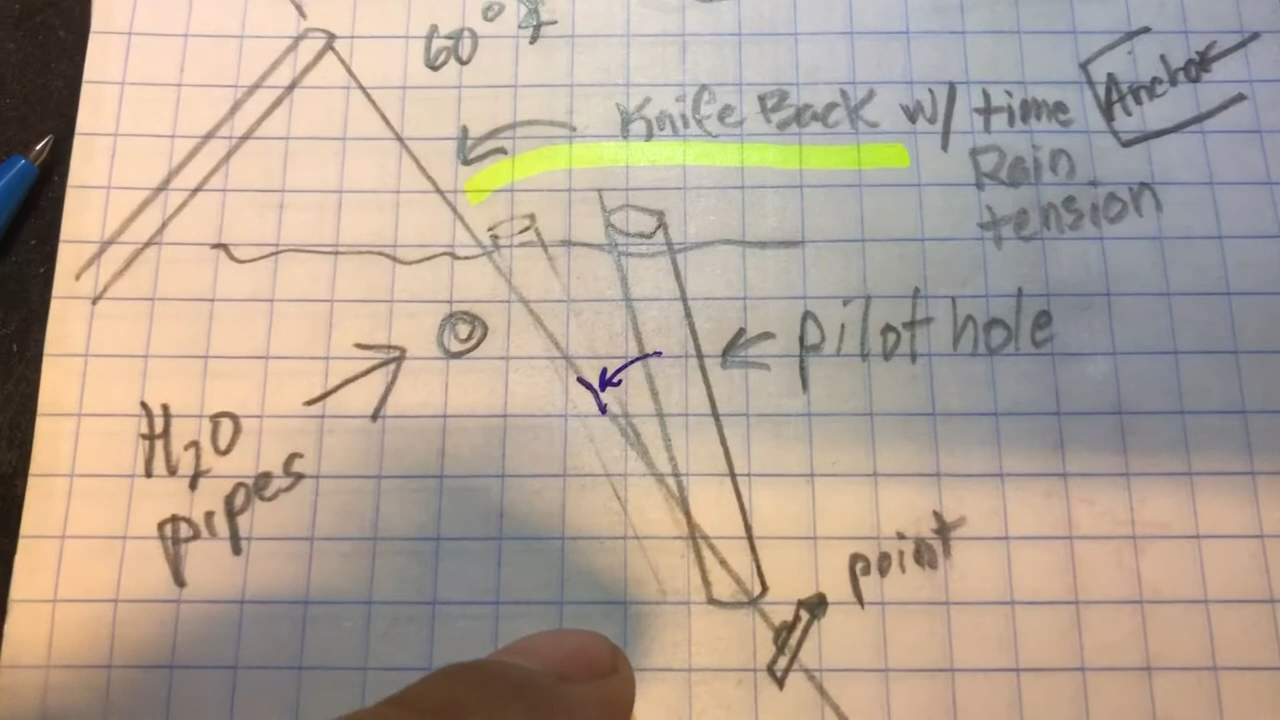 60°
Knife Back w/ time
Rain
tension
Anchor
pilot hole
H₂O
pipes
point